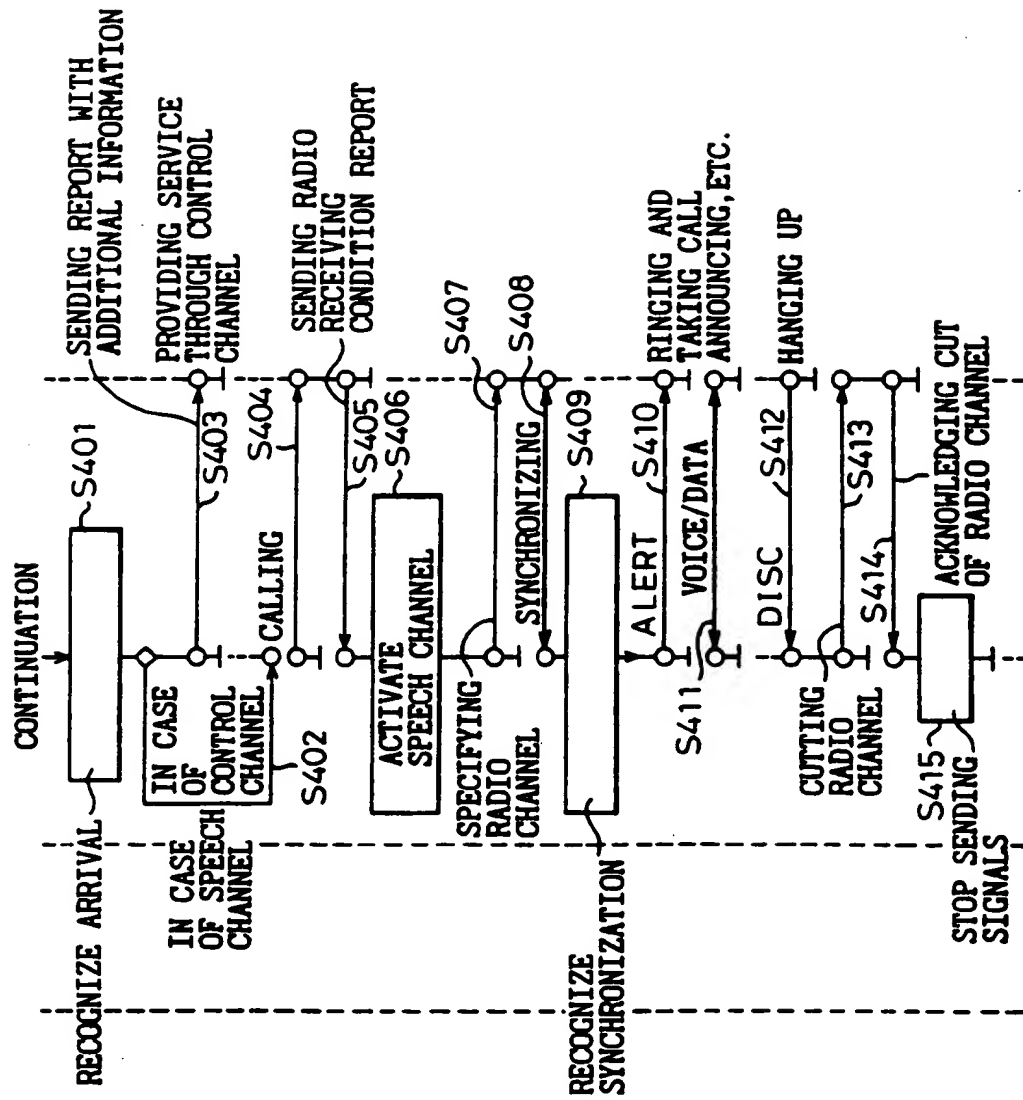 CONTINUATION
S401
RECOGNIZE ARRIVAL
SENDING REPORT WITH
ADDITIONAL INFORMATION
IN CASE
OF CONTROL
CHANNEL
IN CASE
OF SPEECH
CHANNEL
S403
PROVIDING SERVICE
THROUGH CONTROL
CHANNEL
S402
CALLING
S404
SENDING RADIO
RECEIVING
CONDITION REPORT
S405
S406
ACTIVATE
SPEECH CHANNEL
SPECIFYING
RADIO
CHANNEL
S407
SYNCHRONIZING
S408
S409
RECOGNIZE
SYNCHRONIZATION
ALERT
S410
RINGING AND
TAKING CALL
S411
VOICE/DATA
ANNOUNCING,ETC.
DISC
S412
HANGING UP
CUTTING
RADIO
CHANNEL
S413
S414
ACKNOWLEDGING CUT
OF RADIO CHANNEL
S415
STOP SENDING
SIGNALS